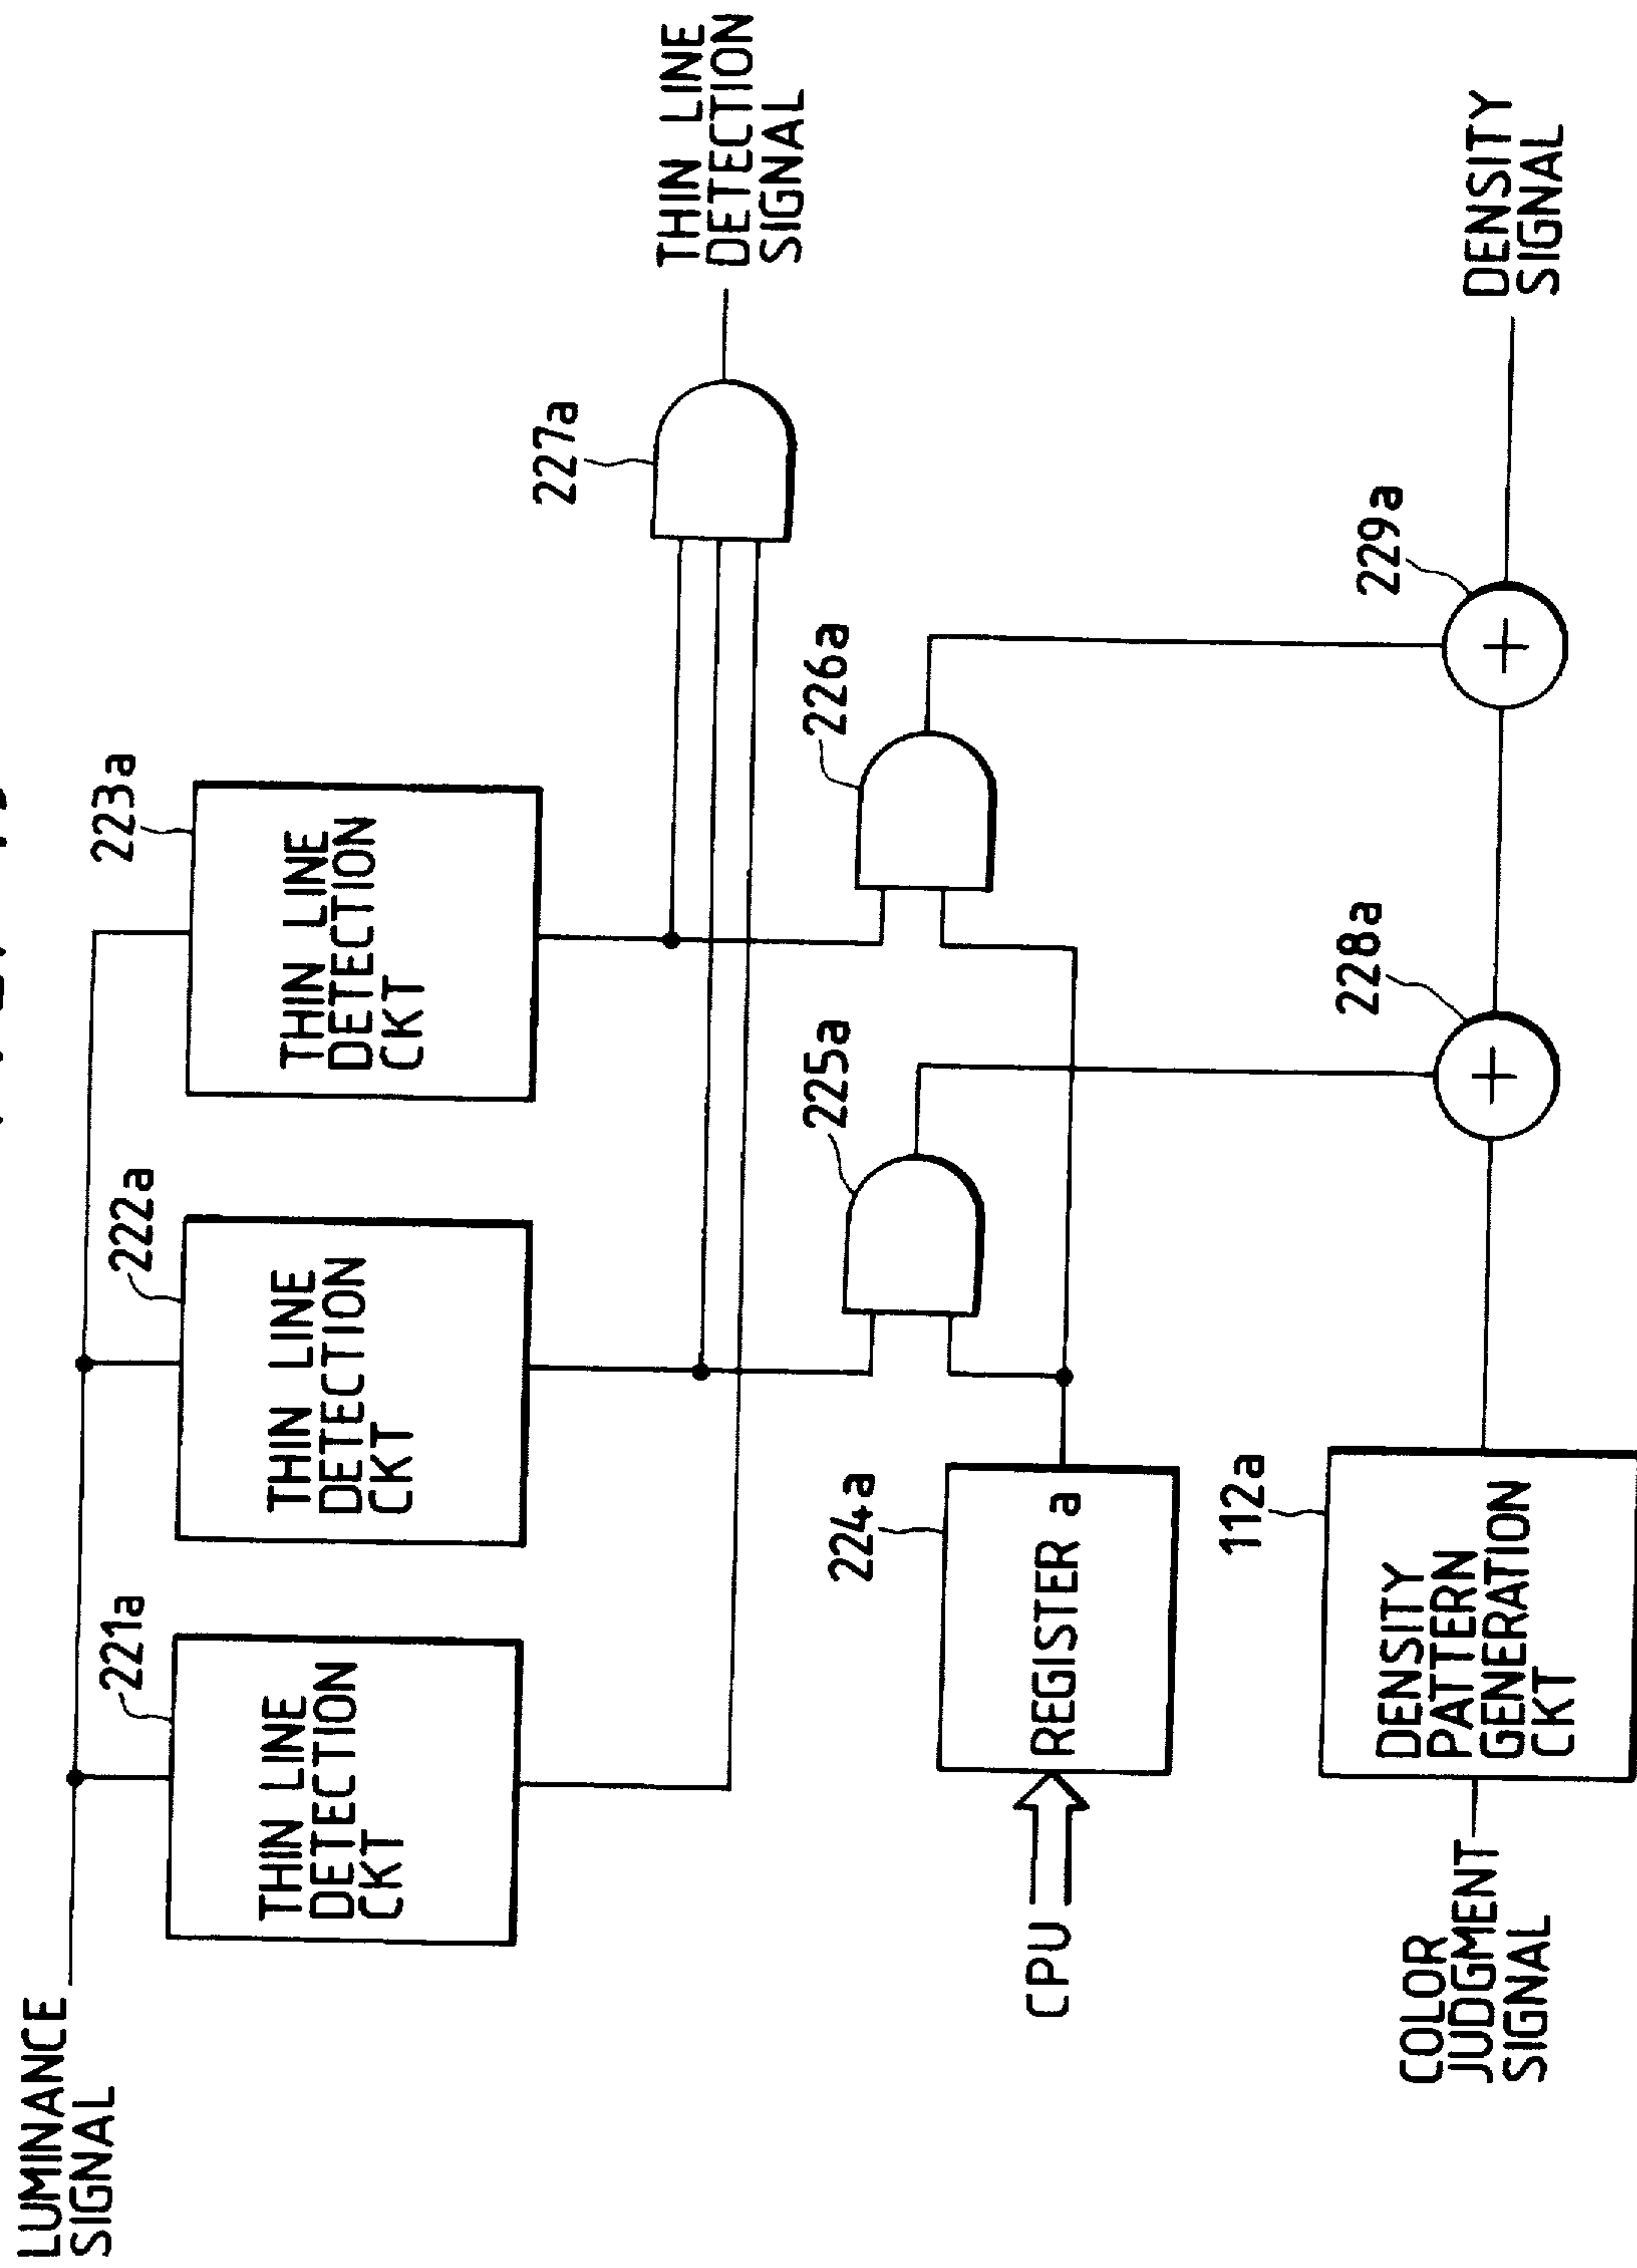 LUMINANCE
SIGNAL
221a
THIN LINE
DETECTION
CKT
222a
THIN LINE
DETECTION
CKT
223a
THIN LINE
DETECTION
CKT
227a
THIN LINE
DETECTION
SIGNAL
225a
226a
CPU
224a
REGISTER a
228a
229a
COLOR
JUDGMENT
SIGNAL
112a
DENSITY
PATTERN
GENERATION
CKT
DENSITY
SIGNAL